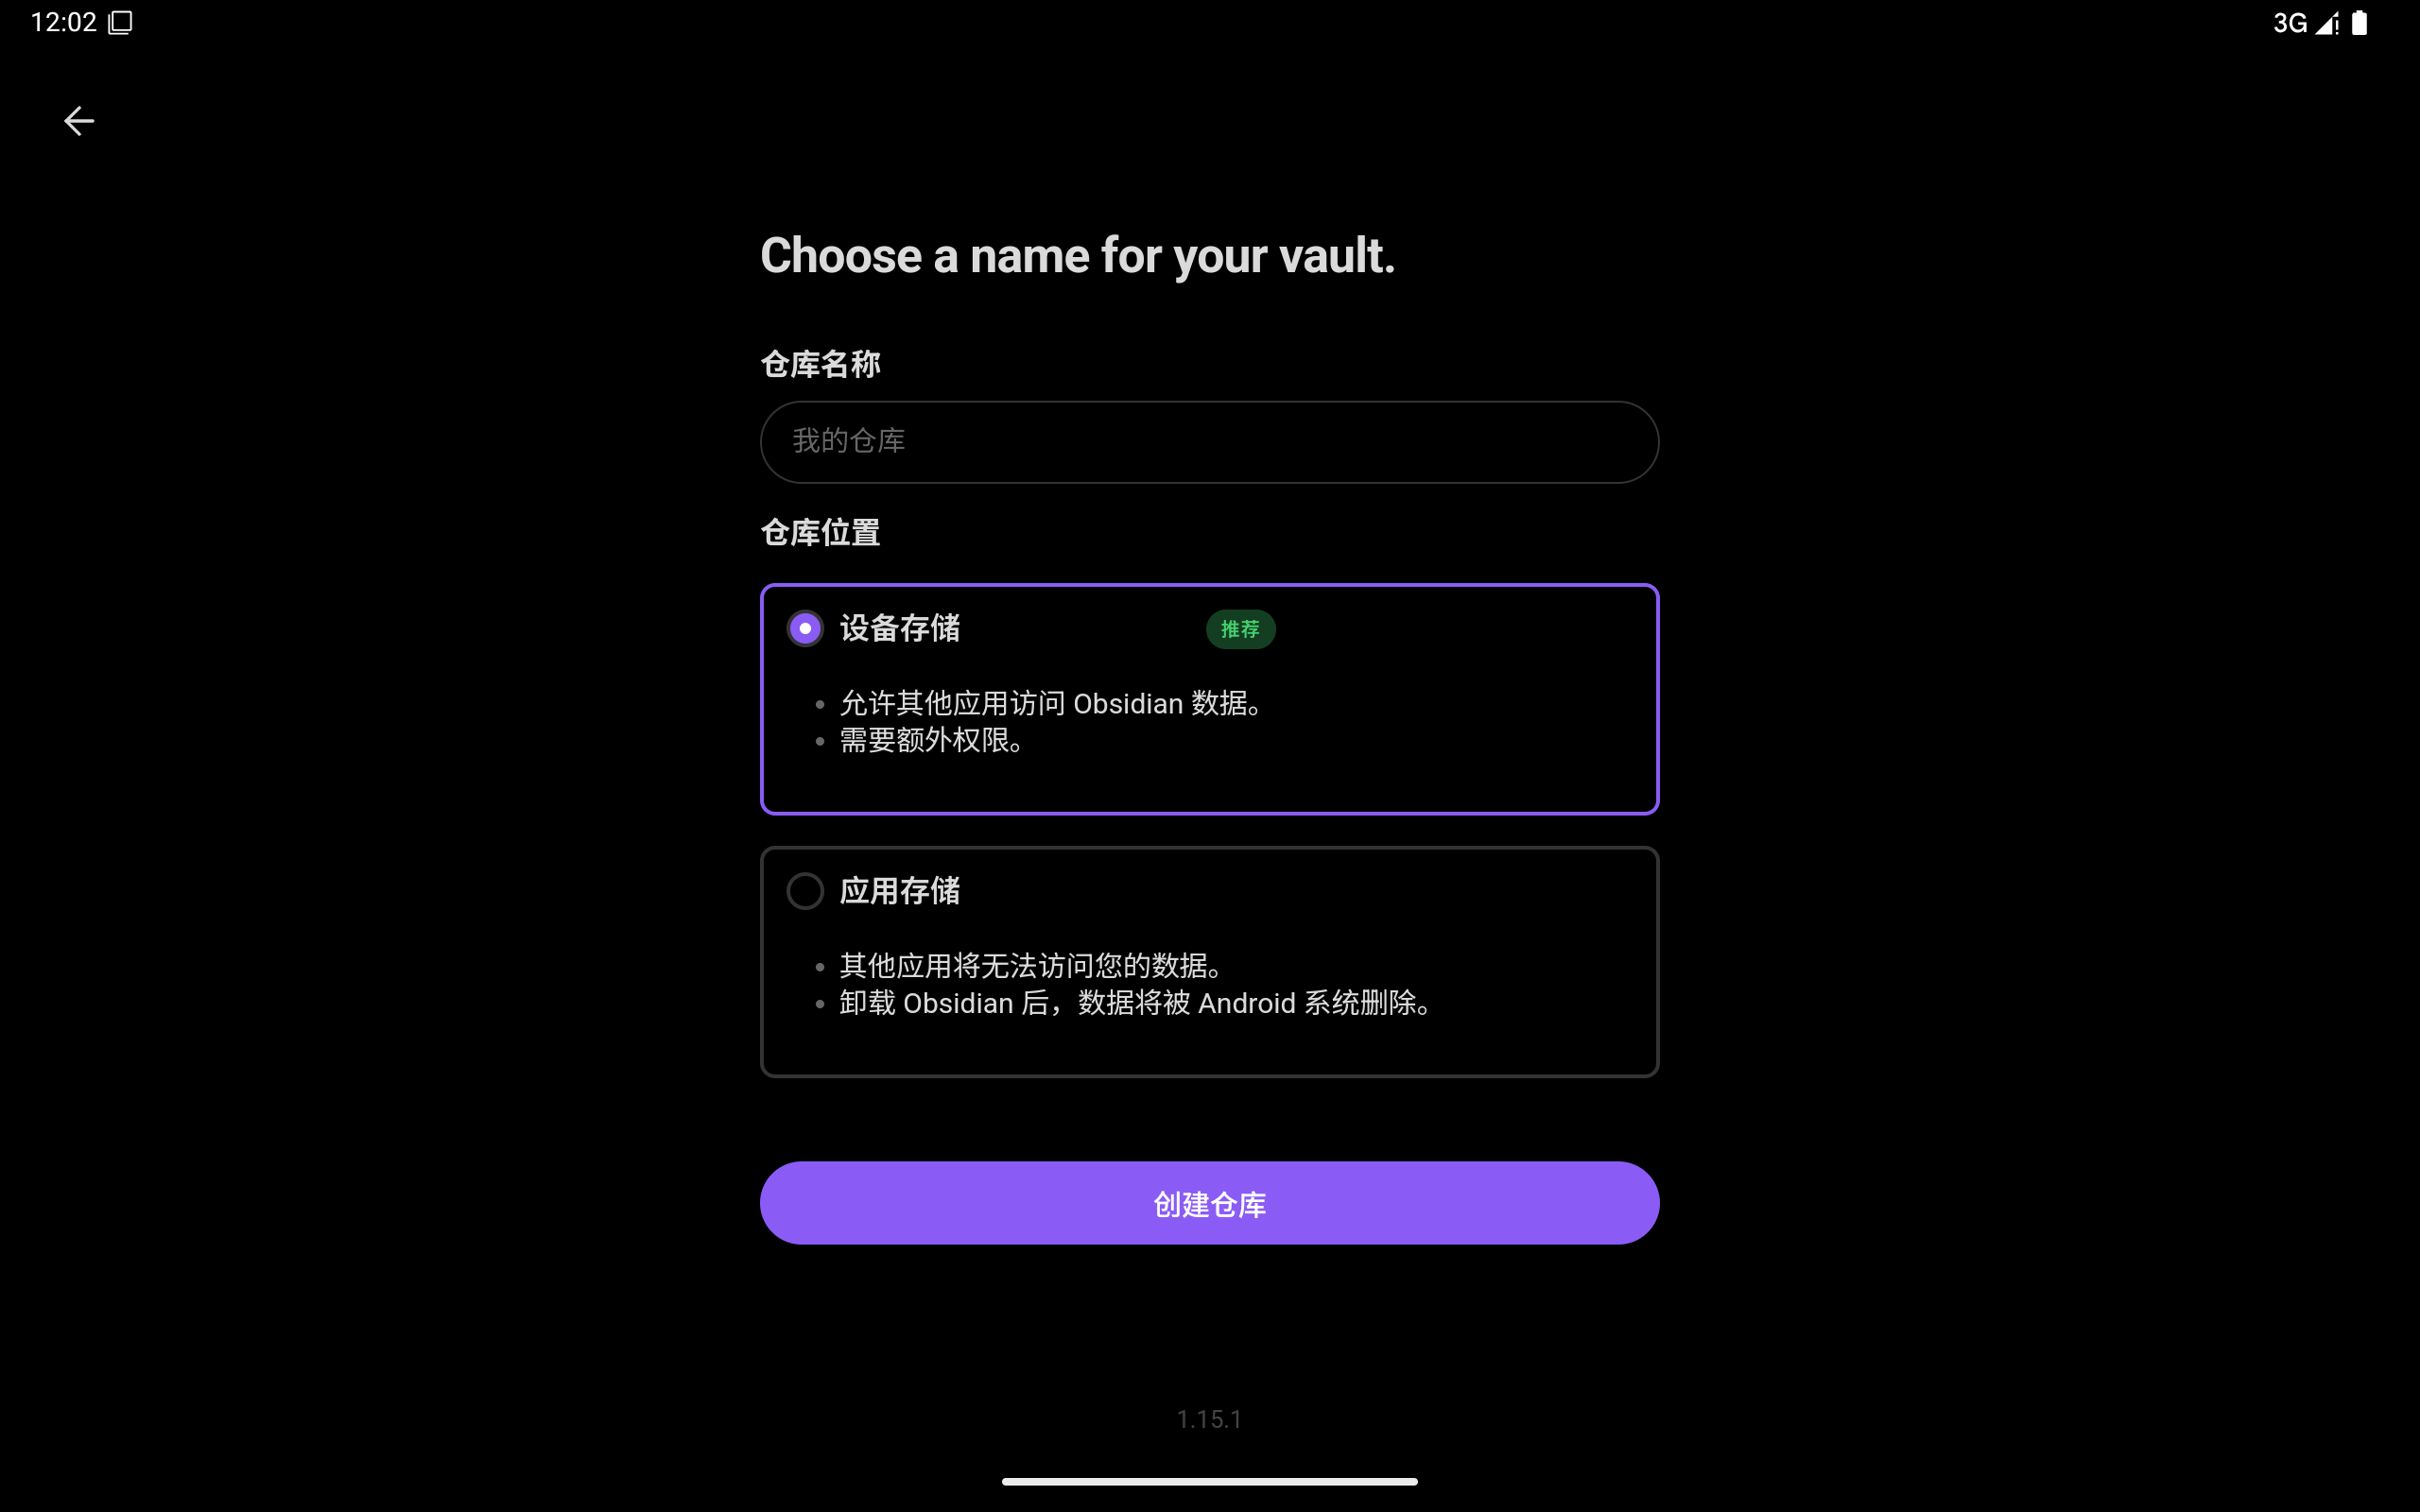 12:02
3G
Choose a name for your vault.
仓库名称
我的仓库
仓库位置
设备存储
推荐
允许其他应用访问 Obsidian 数据。
需要额外权限。
应用存储
其他应用将无法访问您的数据。
卸载 Obsidian 后，数据将被 Android 系统删除。
创建仓库
1.15.1